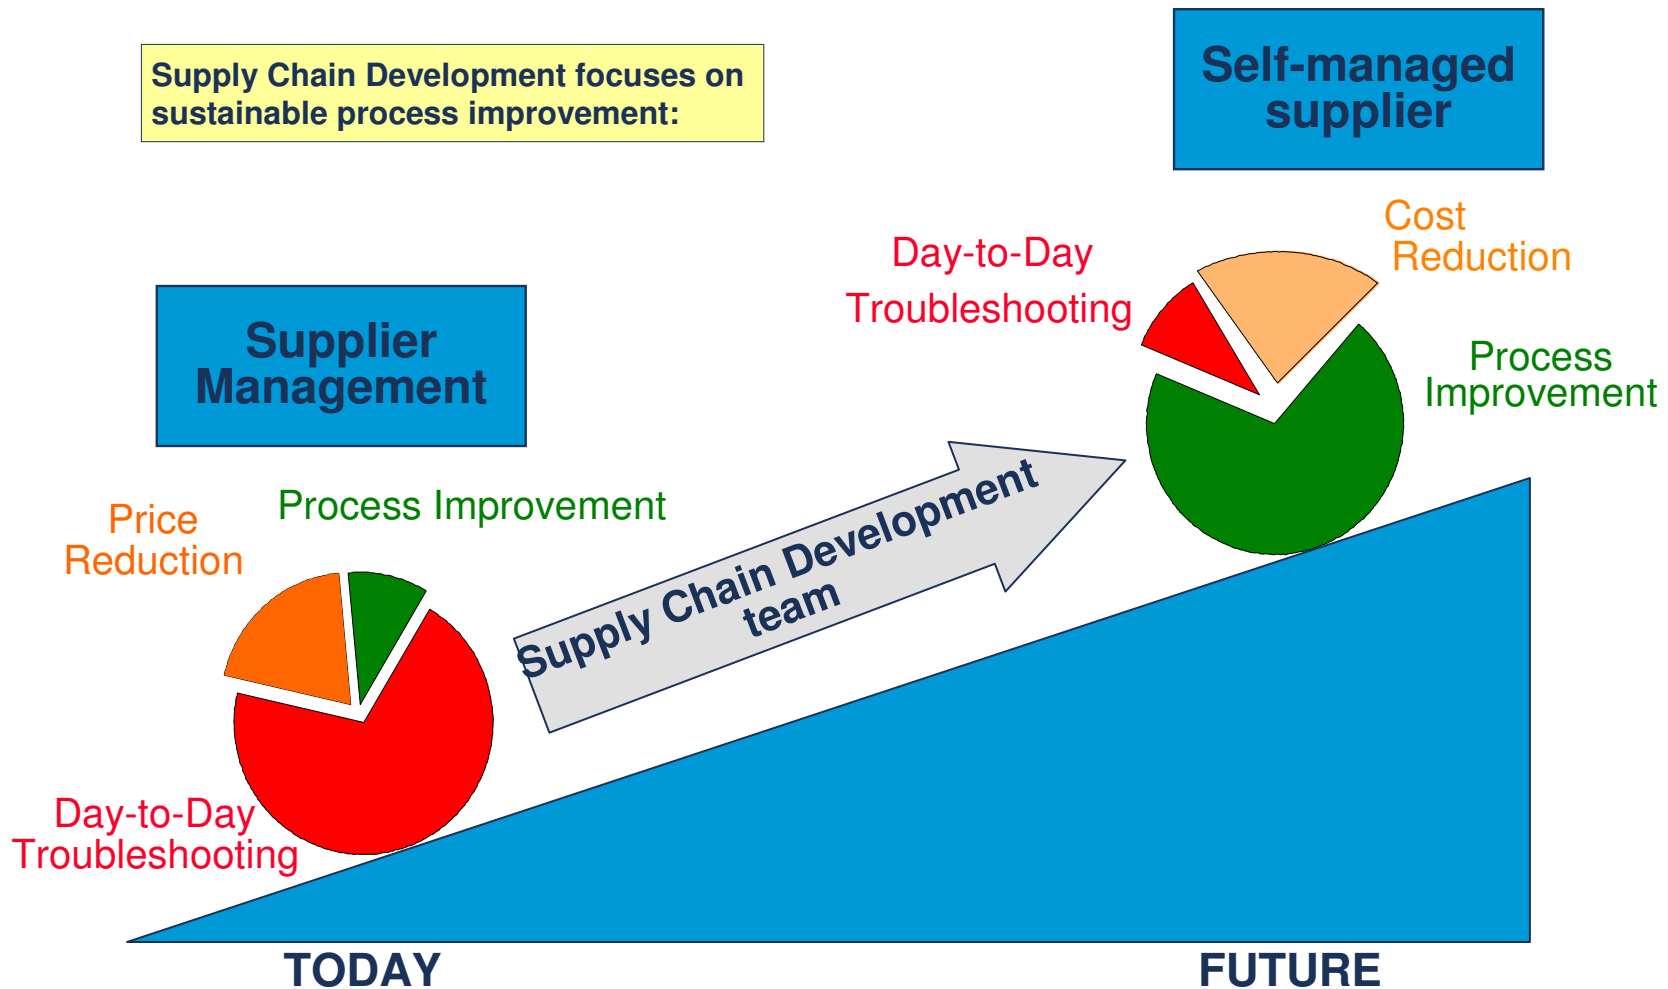 Supply Chain Development focuses on
sustainable process improvement:
Self-managed
supplier
Cost
Reduction
Day-to-Day
Troubleshooting
Process
Improvement
Supplier
Management
Price
Reduction
Process Improvement
Supply Chain Development
team
Day-to-Day
Troubleshooting
TODAY
FUTURE